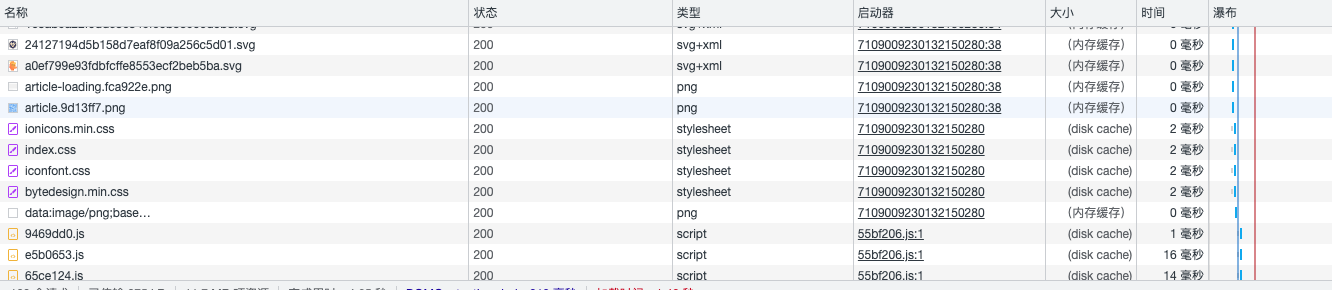 名称 状态 类型 启动器 大小 时间 瀑布
24127194d5b158d7eaf8f09a256c5d01.svg 200 svg+xml 7109009230132150280:38 (内存缓存) 0 毫秒
a0ef799e93fdbfcffe8553ecf2beb5ba.svg 200 svg+xml 7109009230132150280:38 (内存缓存) 0 毫秒
article-loading.fca922e.png 200 png 7109009230132150280:38 (内存缓存) 0 毫秒
article.9d13ff7.png 200 png 7109009230132150280:38 (内存缓存) 0 毫秒
ionicons.min.css 200 stylesheet 7109009230132150280 (disk cache) 2 毫秒
index.css 200 stylesheet 7109009230132150280 (disk cache) 2 毫秒
iconfont.css 200 stylesheet 7109009230132150280 (disk cache) 2 毫秒
bytedesign.min.css 200 stylesheet 7109009230132150280 (disk cache) 2 毫秒
data:image/png;base… 200 png 7109009230132150280 (内存缓存) 0 毫秒
9469dd0.js 200 script 55bf206.js:1 (disk cache) 1 毫秒
e5b0653.js 200 script 55bf206.js:1 (disk cache) 16 毫秒
65ce124.js 200 script 55bf206.js:1 (disk cache) 14 毫秒